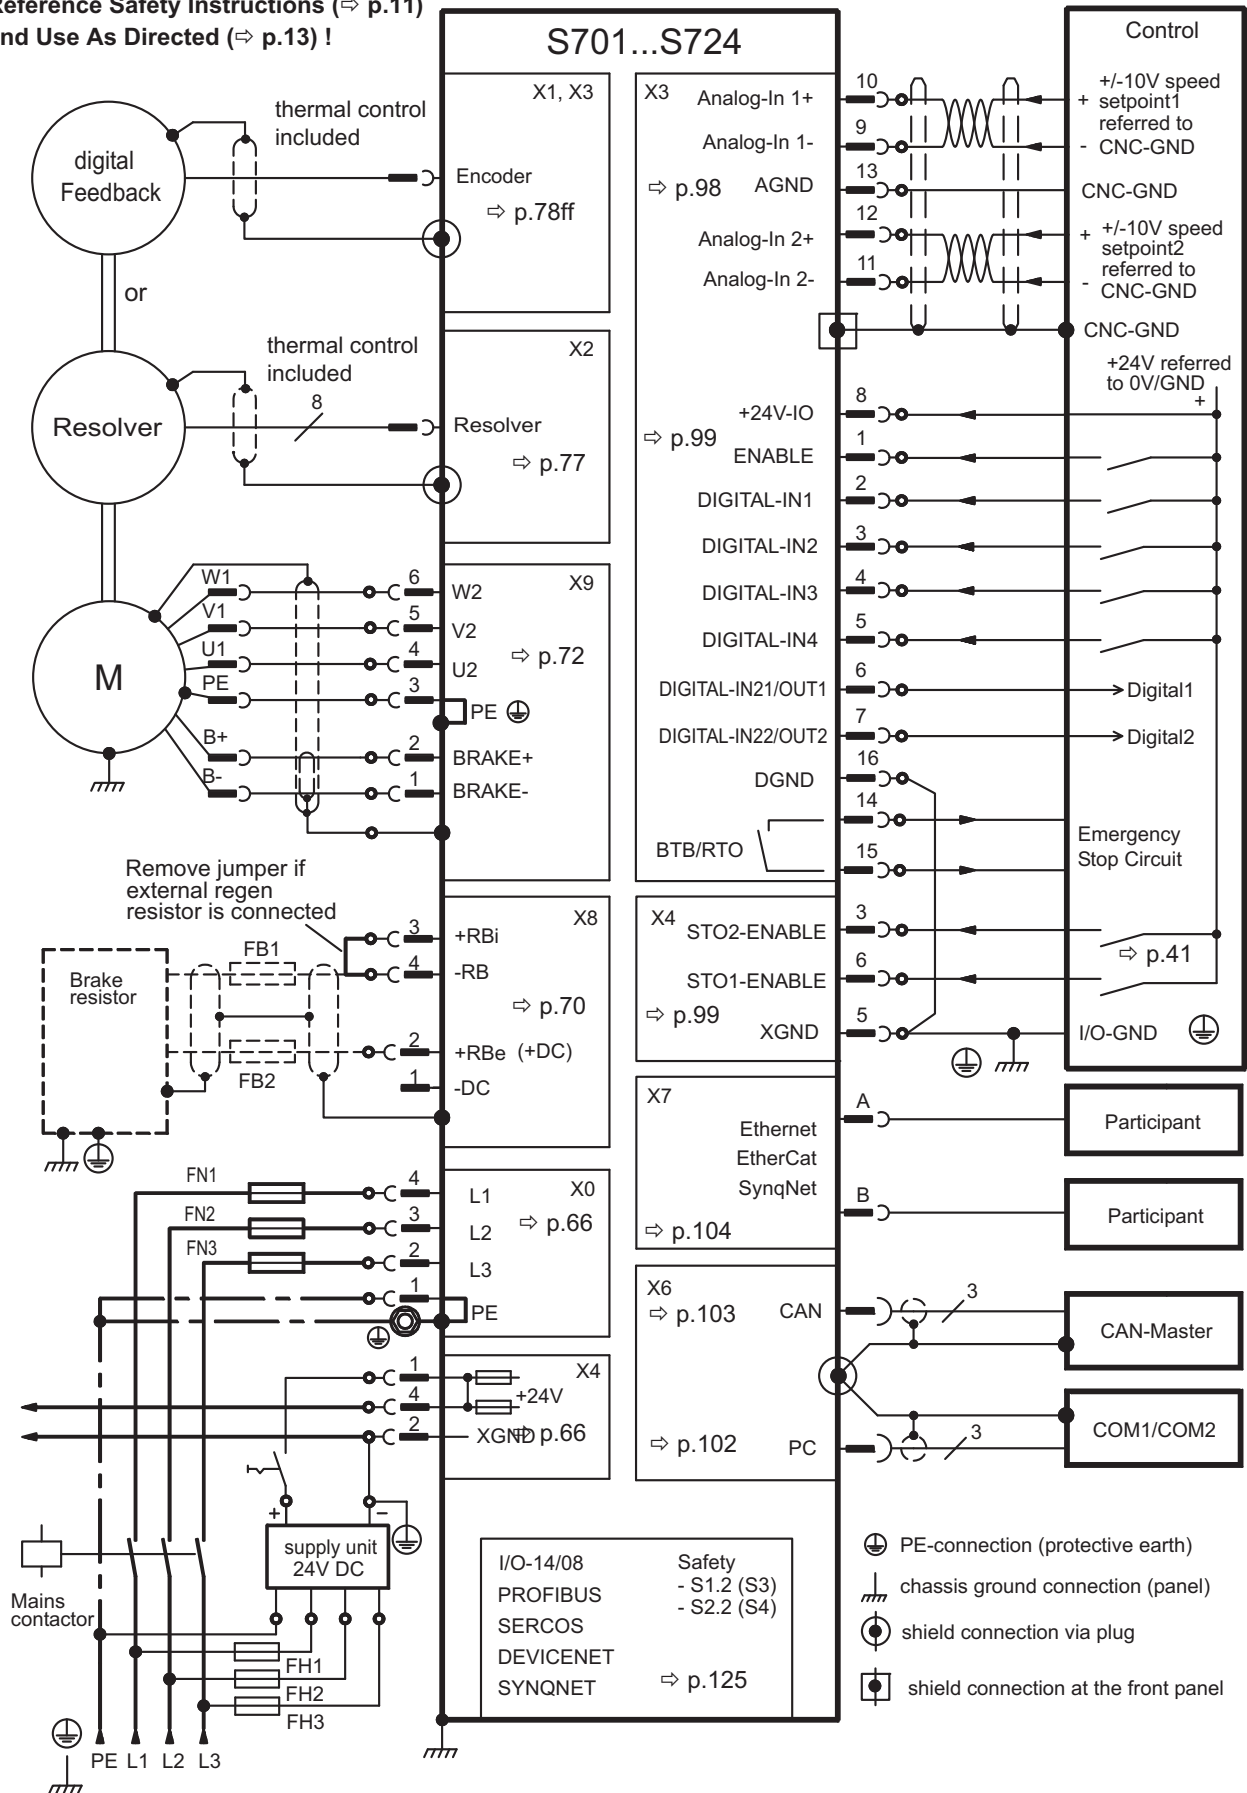 Reference Safety Instructions (⇨ p.11)
nd Use As Directed (⇨ p.13) !
S701...S724
Control
digital
Feedback
thermal control
included
X1, X3
Encoder
⇨ p.78ff
or
Resolver
thermal control
included
8
X2
Resolver
⇨ p.77
M
W1
V1
U1
PE
B+
B-
6
5
4
3
2
1
X9
W2
V2
U2
⇨ p.72
PE
BRAKE+
BRAKE-
Remove jumper if
external regen
resistor is connected
Brake
resistor
FB1
FB2
3
4
2
1
X8
+RBi
-RB
⇨ p.70
+RBe (+DC)
-DC
FN1
FN2
FN3
4
3
2
1
X0
L1
L2
⇨ p.66
L3
PE
1
4
2
X4
+24V
XGND
⇨ p.66
+
−
supply unit
24V DC
Mains
contactor
FH1
FH2
FH3
PE L1 L2 L3
X3
Analog-In 1+
Analog-In 1-
⇨ p.98
AGND
Analog-In 2+
Analog-In 2-
10
9
13
12
11
+
+/-10V speed
setpoint1
referred to
- CNC-GND
CNC-GND
+
+/-10V speed
setpoint2
referred to
- CNC-GND
CNC-GND
+24V referred
to 0V/GND
+
+24V-IO
8
⇨ p.99
ENABLE
1
DIGITAL-IN1
2
DIGITAL-IN2
3
DIGITAL-IN3
4
DIGITAL-IN4
5
DIGITAL-IN21/OUT1
6
Digital1
DIGITAL-IN22/OUT2
7
Digital2
DGND
16
14
BTB/RTO
15
Emergency
Stop Circuit
X4
STO2-ENABLE
3
⇨ p.41
STO1-ENABLE
6
⇨ p.99
XGND
5
I/O-GND
X7
Ethernet
EtherCat
SynqNet
⇨ p.104
A
Participant
B
Participant
X6
⇨ p.103
CAN
3
CAN-Master
⇨ p.102
PC
3
COM1/COM2
I/O-14/08
PROFIBUS
SERCOS
DEVICENET
SYNQNET
Safety
- S1.2 (S3)
- S2.2 (S4)
⇨ p.125
PE-connection (protective earth)
chassis ground connection (panel)
shield connection via plug
shield connection at the front panel